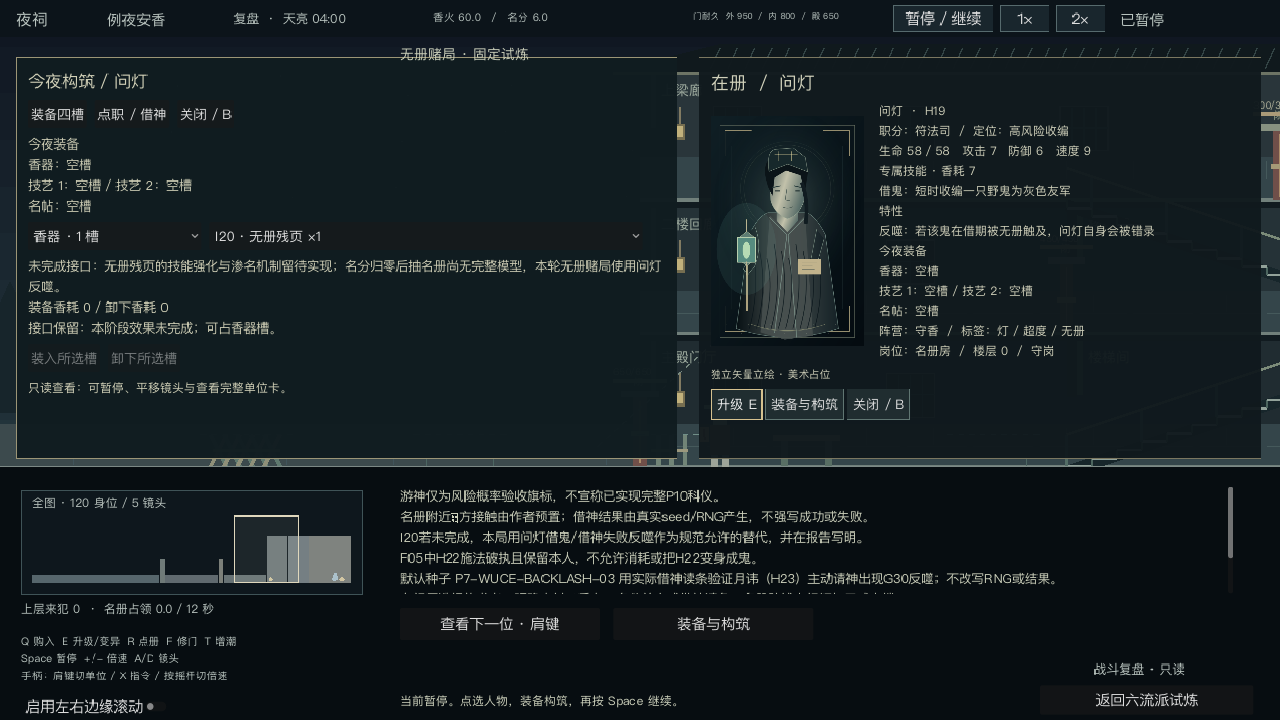 夜祠
例夜安香
复盘 · 天亮 04:00
香火 60.0 / 名分 6.0
门耐久 外 950 / 内 800 / 殿 650
暂停 / 继续
1x
2x
已暂停
无册赌局 · 固定试炼
今夜构筑 / 问灯
装备四槽 点职 / 借神 关闭 / B
今夜装备
香器：空槽
技艺 1：空槽 / 技艺 2：空槽
名帖：空槽
香器 · 1 槽
I20 · 无册残页 ×1
未完成接口：无册残页的技能强化与渗名机制留待实现；名分归零后抽名册尚无完整模型，本轮无册赌局使用问灯
反噬。
装备香耗 0 / 卸下香耗 0
接口保留：本阶段效果未完成；可占香器槽。
装入所选槽 卸下所选槽
只读查看：可暂停、平移镜头与查看完整单位卡。
在册 / 问灯
问灯 · H19
职分：符法司 / 定位：高风险收编
生命 58 / 58 攻击 7 防御 6 速度 9
专属技能 · 香耗 7
借鬼：短时收编一只野鬼为灰色友军
特性
反噬：若该鬼在借期被无册触及，问灯自身会被错录
今夜装备
香器：空槽
技艺 1：空槽 / 技艺 2：空槽
名帖：空槽
阵营：守香 / 标签：灯 / 超度 / 无册
岗位：名册房 / 楼层 0 / 守岗
独立矢量立绘 · 美术占位
升级 E
装备与构筑
关闭 / B
梁廊
楼回
主殿闪
00/3
全图 · 120 身位 / 5 镜头
上层来犯 0 · 名册占领 0.0 / 12 秒
Q 购入 E 升级/变异 R 点册 F 修门 T 增潮
Space 暂停 +/− 倍速 A/D 镜头
手柄：肩键切单位 / X 指令 / 按摇杆切倍速
启用左右边缘滚动
游神仅为风险概率验收旗标，不宣称已实现完整P10科仪。
名册附近敌方接触由作者预置；借神结果由真实seed/RNG产生，不强写成功或失败。
I20若未完成，本局用问灯借鬼/借神失败反噬作为规范允许的替代，并在报告写明。
F05中H22施法破执且保留本人，不允许消耗或把H22变身成鬼。
默认种子 P7-WUCE-BACKLASH-03 用实际借神读条验证月讳（H23）主动请神出现G30反噬；不改写RNG或结果。
查看下一位 · 肩键
装备与构筑
当前暂停。点选人物，装备构筑，再按 Space 继续。
战斗复盘 · 只读
返回六流派试炼